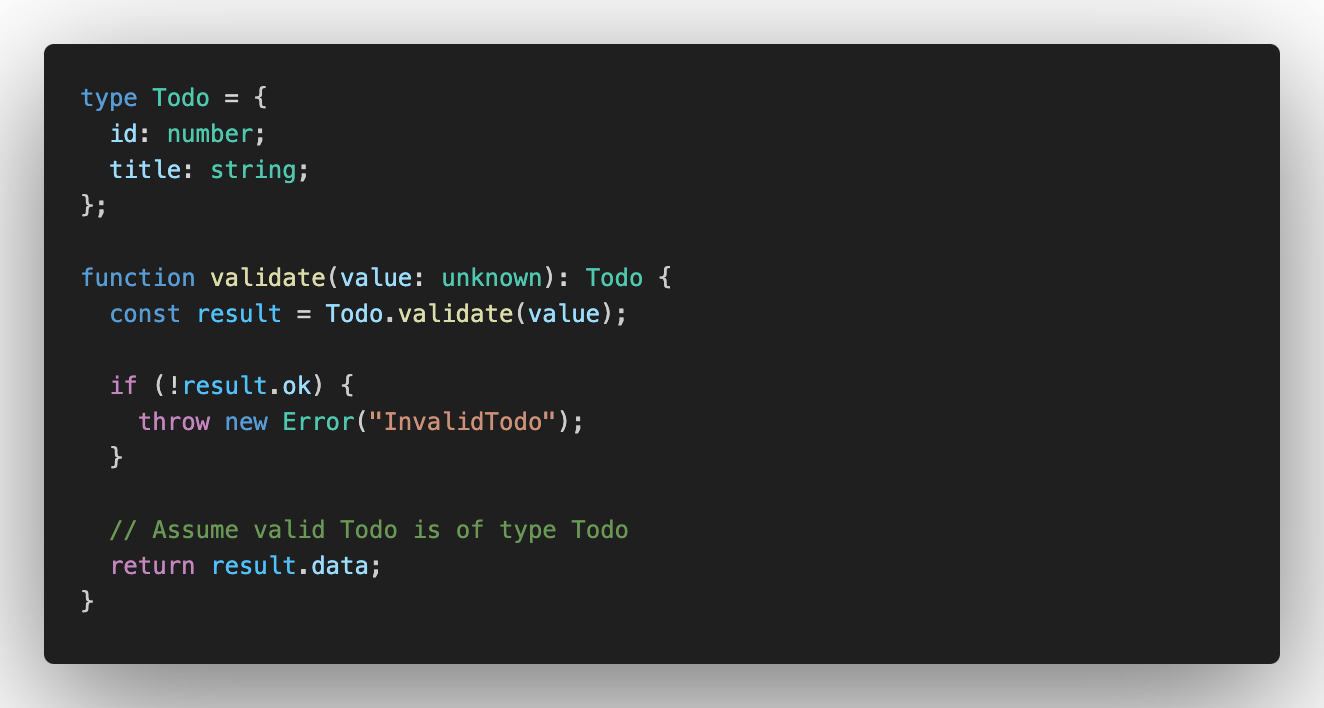 type Todo = {
  id: number;
  title: string;
};

function validate(value: unknown): Todo {
  const result = Todo.validate(value);

  if (!result.ok) {
    throw new Error("InvalidTodo");
  }

  // Assume valid Todo is of type Todo
  return result.data;
}